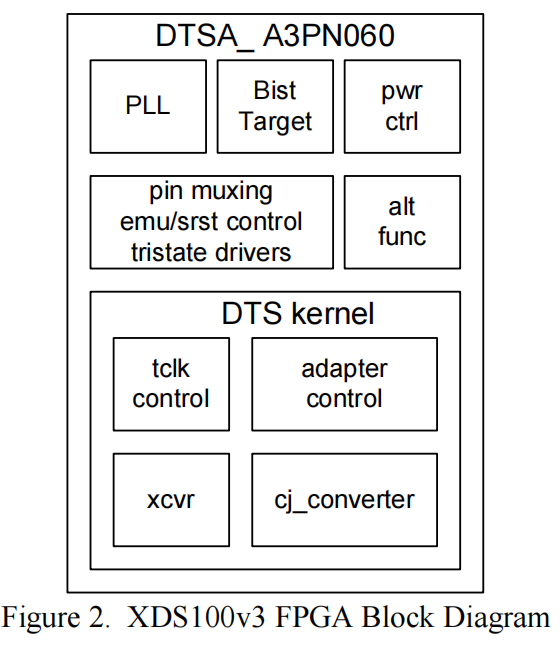 DTSA_ A3PN060
PLL
Bist
Target
pwr
ctrl
pin muxing
emu/srst control
tristate drivers
alt
func
DTS kernel
tclk
control
adapter
control
xcvr
cj_converter
Figure 2. XDS100v3 FPGA Block Diagram